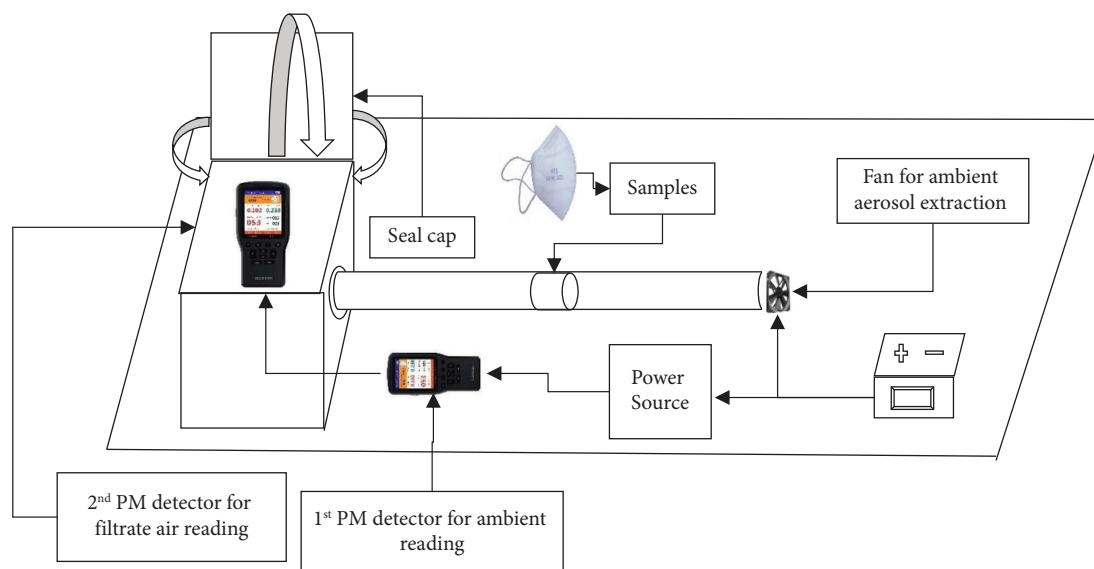 Samples
Fan for ambient
aerosol extraction
Seal cap
053
Power
Source
+ −
2nd PM detector for
filtrate air reading
1st PM detector for ambient
reading